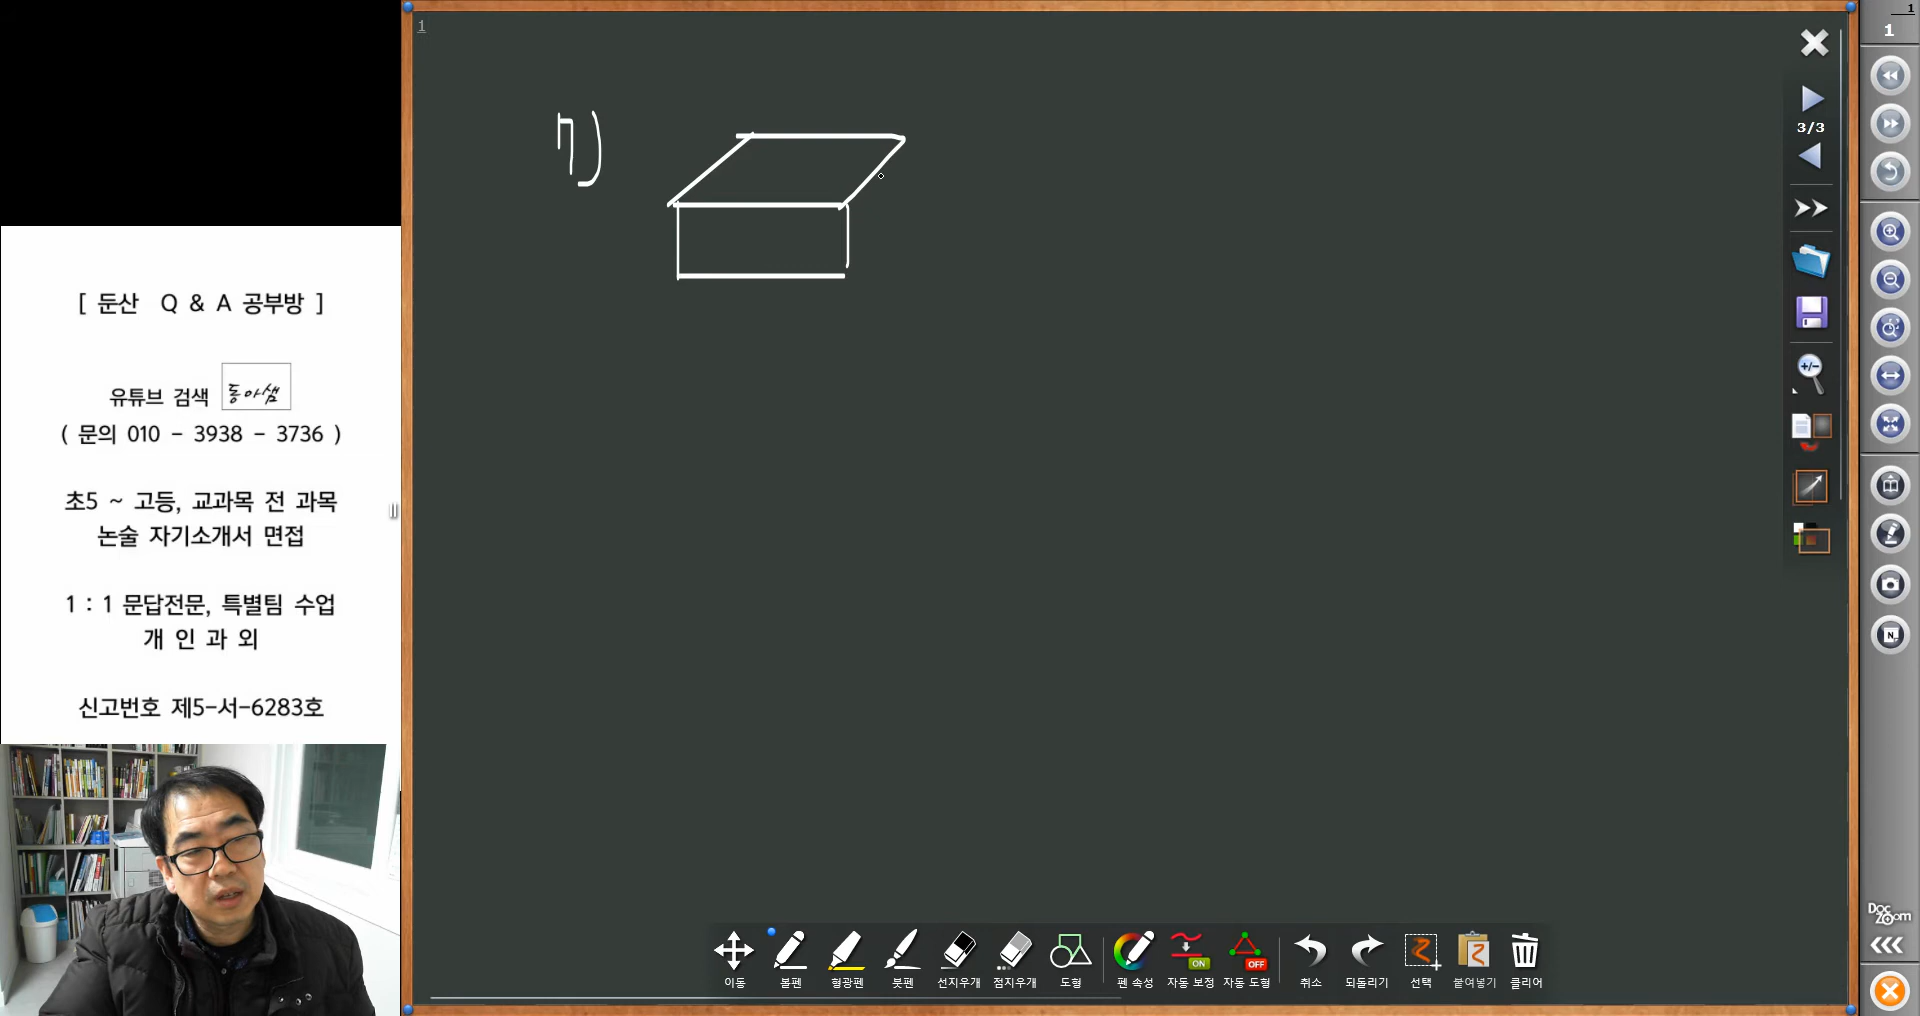 [ 둔산 Q & A 공부방 ]
유튜브 검색 동아샘
( 문의 010 - 3938 - 3736 )
초5 ~ 고등, 교과목 전 과목
논술 자기소개서 면접
1 : 1 문답전문, 특별팀 수업
개 인 과 외
신고번호 제5-서-6283호
1
7)
3/3
+/-
이동
볼펜
형광펜
붓펜
선지우개
점지우개
도형
펜 속성
ON
자동 보정
OFF
자동 도형
취소
되돌리기
선택
붙여넣기
클리어
1
1
N
Doc Zoom